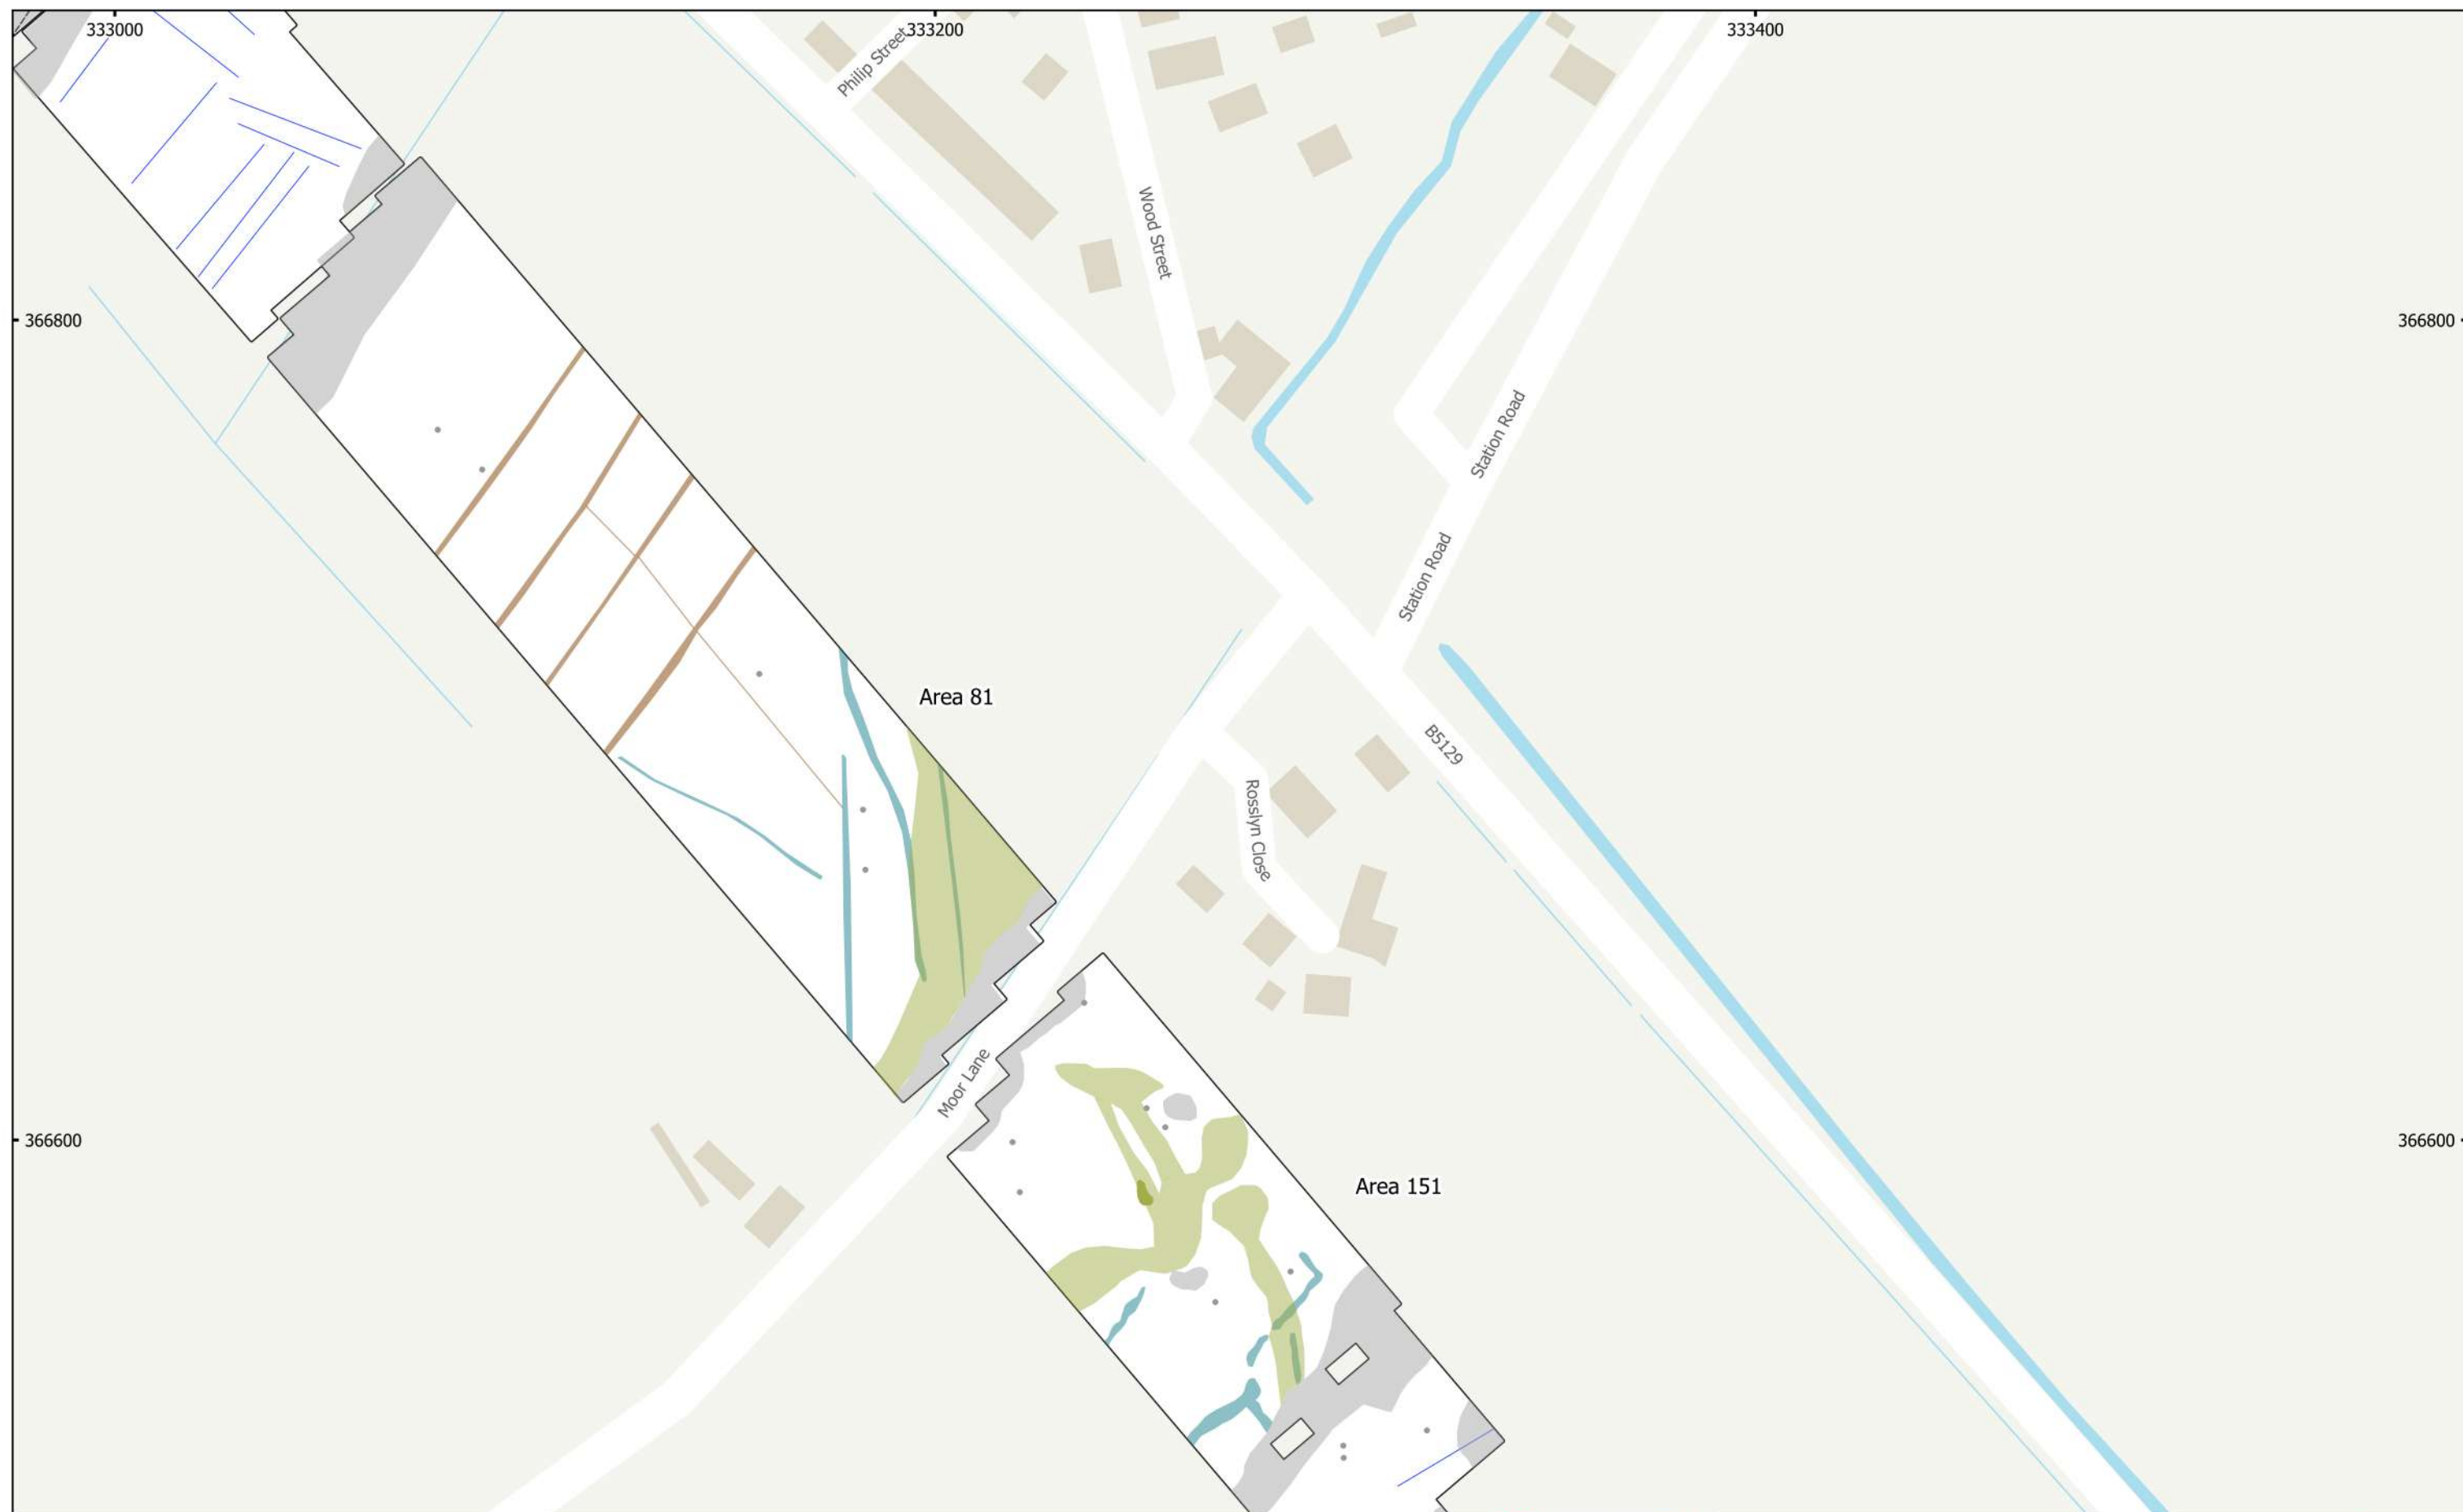 333000
333200
333400
Philip Street
Wood Street
366800
366800
Station Road
Station Road
Area 81
B5129
Rosslyn Close
Moor Lane
366600
366600
Area 151